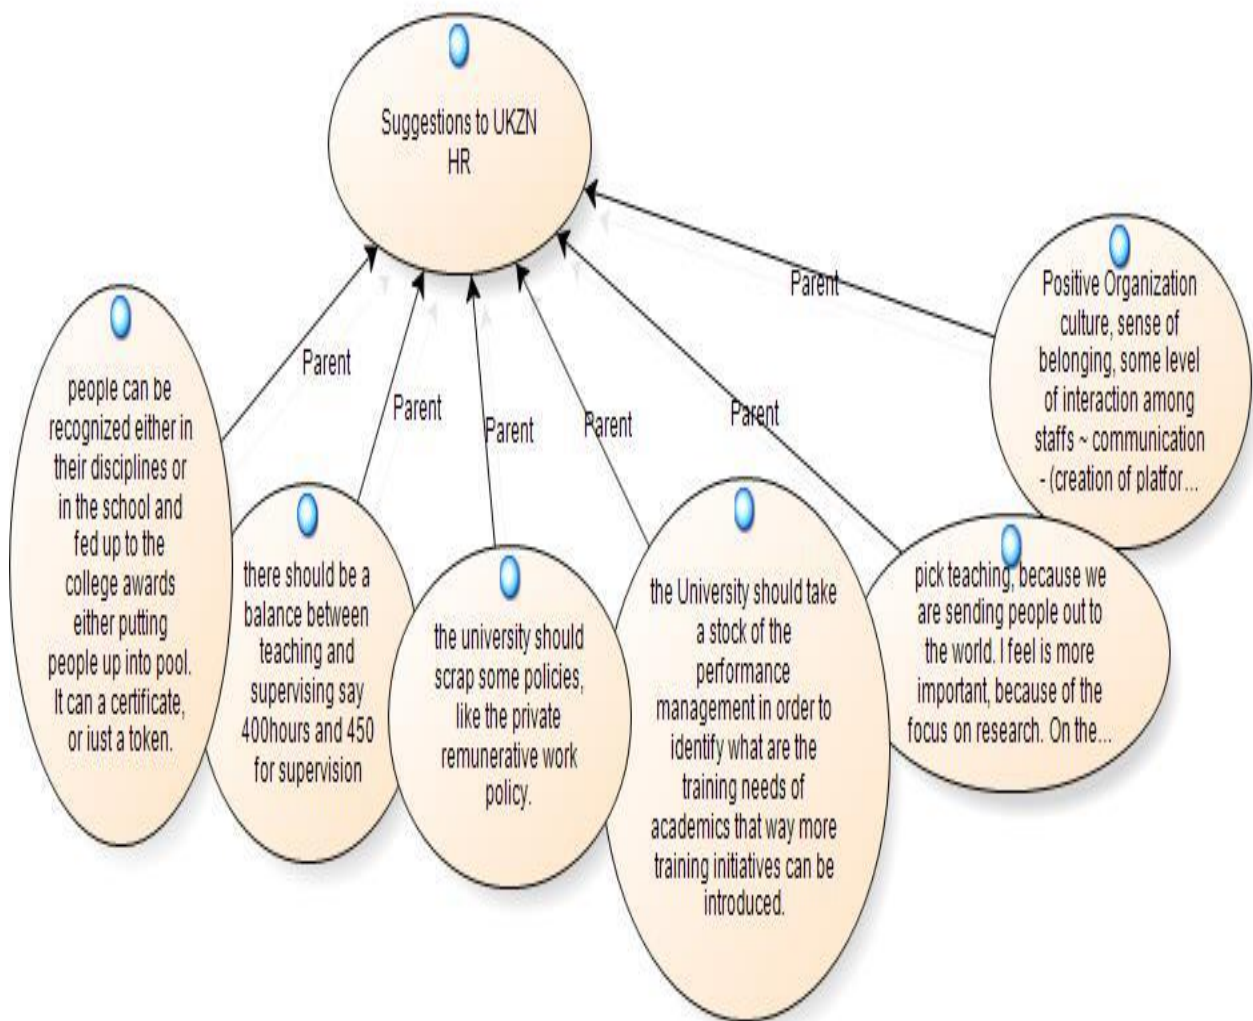 Suggestions to UKZN
HR
Parent
Parent
Parent
Parent
Parent
Parent
people can be
recognized either in
their disciplines or
in the school and
fed up to the
college awards
either putting
people up into pool.
It can a certificate,
or just a token.
there should be a
balance between
teaching and
supervising say
400hours and 450
for supervision
the university should
scrap some policies,
like the private
remunerative work
policy.
the University should take
a stock of the
performance
management in order to
identify what are the
training needs of
academics that way more
training initiatives can be
introduced.
pick teaching, because we
are sending people out to
the world. I feel is more
important, because of the
focus on research. On the...
Positive Organization
culture, sense of
belonging, some level
of interaction among
staffs ~ communication
- (creation of platfor...